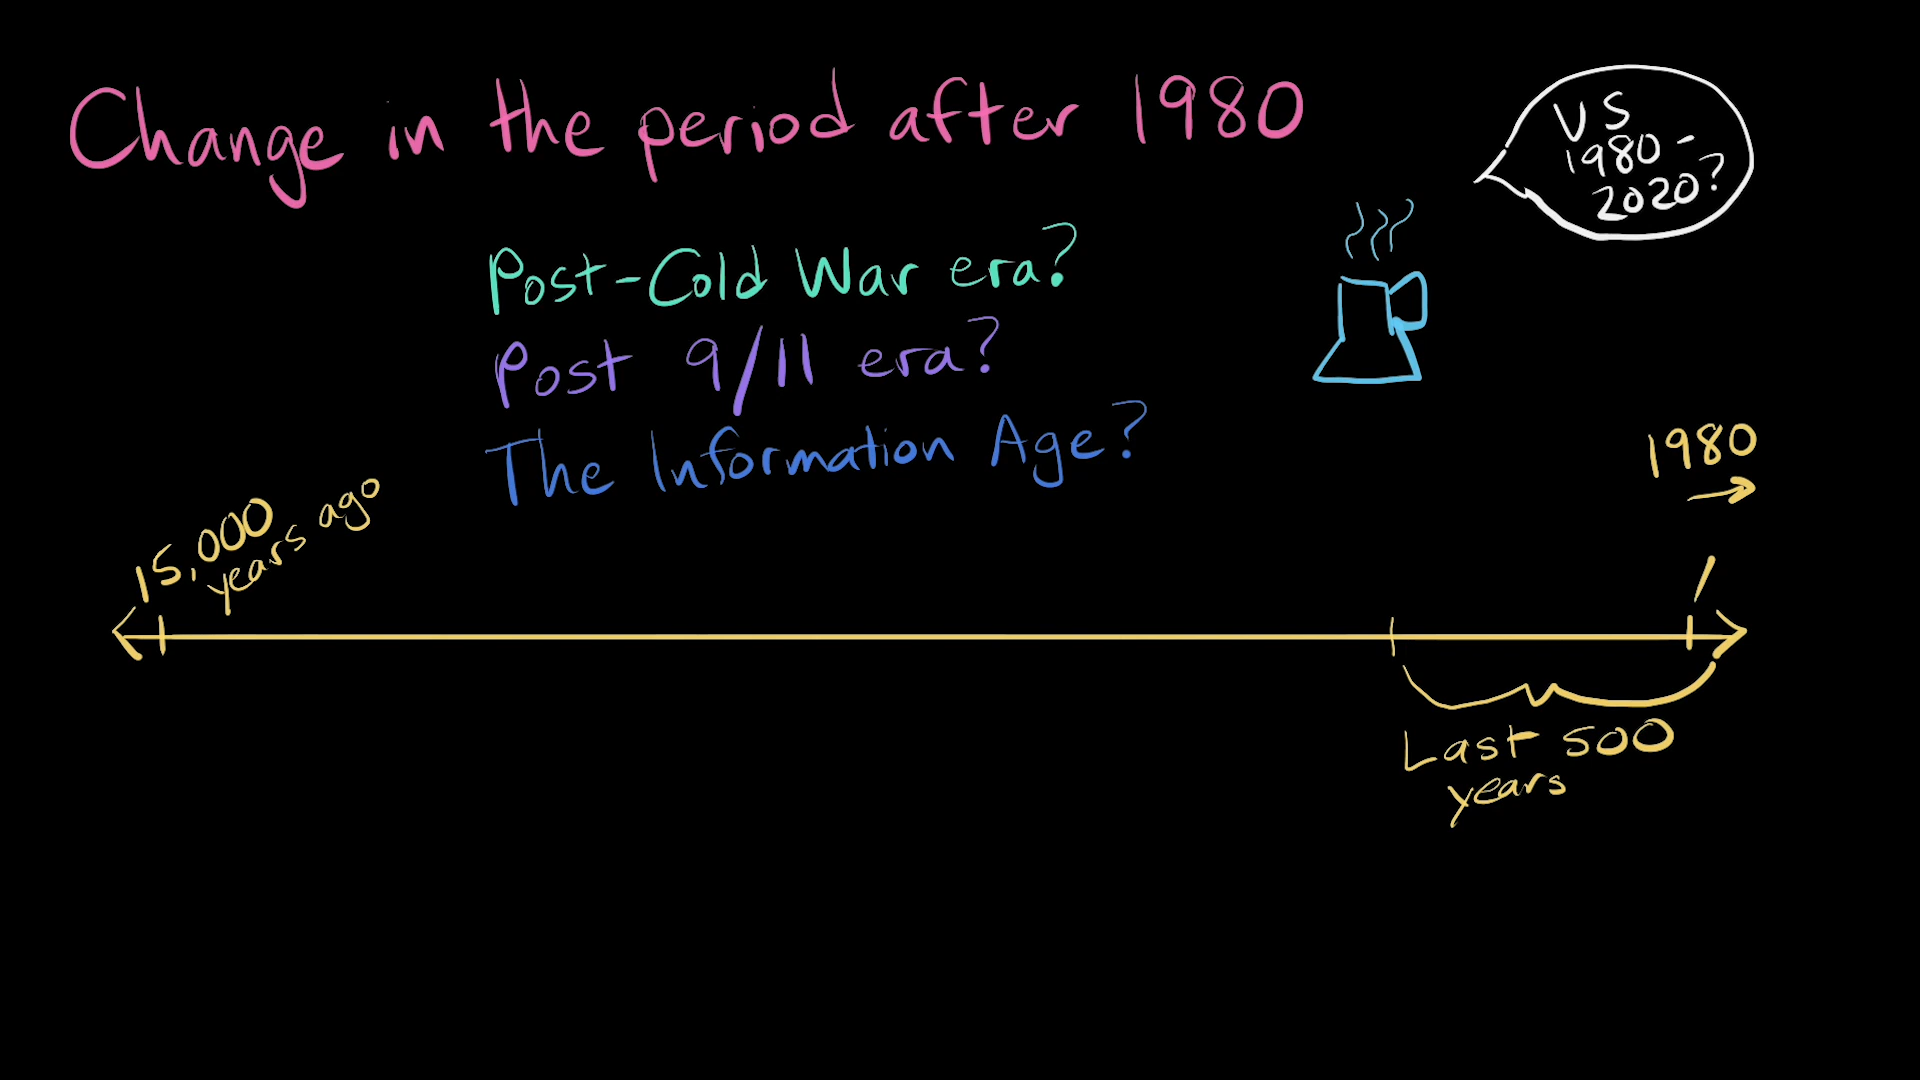 Change in the period after 1980
US
1980-
2020?
Post-Cold War era?
Post 9/11 era?
The Information Age?
1980
15,000
years ago
Last 500
years